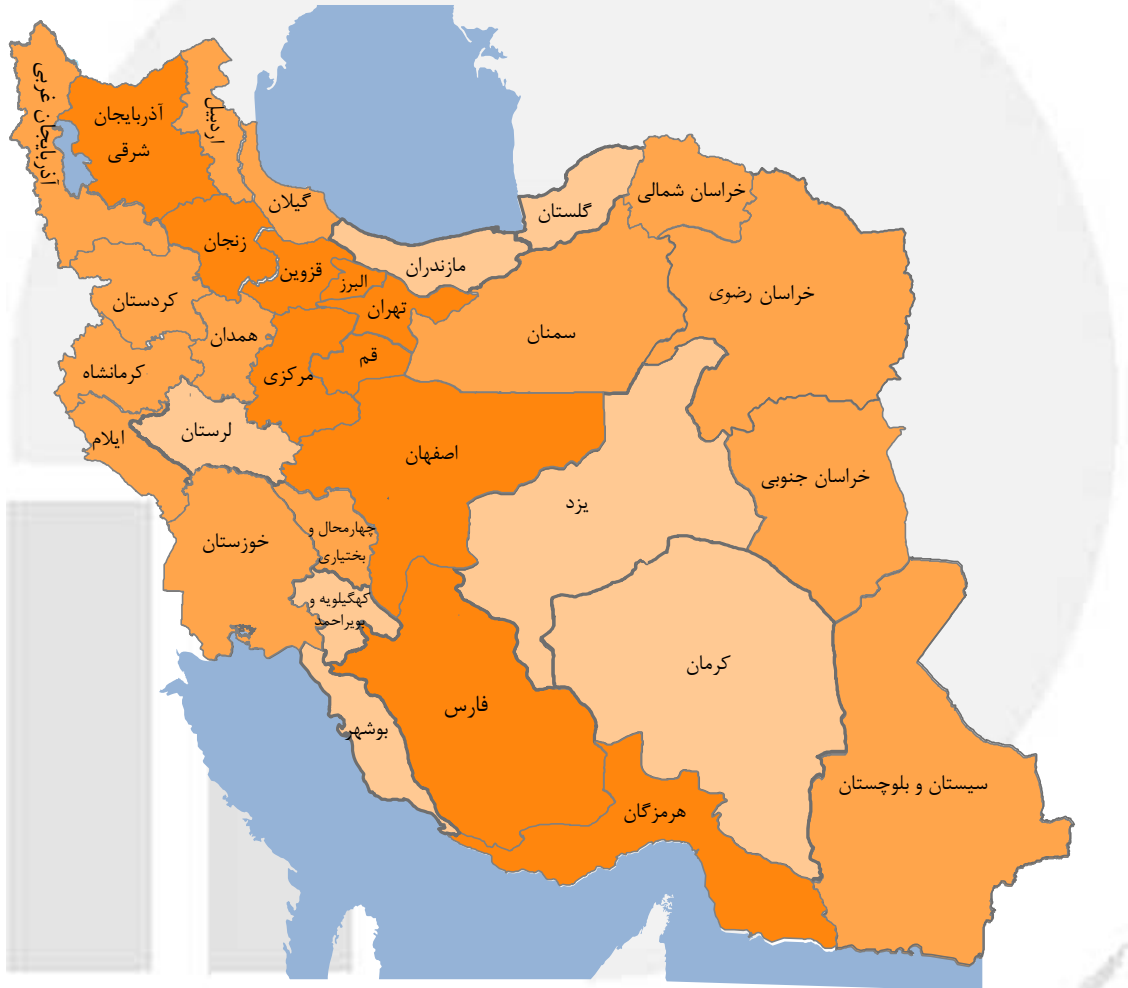 آذربایجان غربی
آذربایجان
شرقی
اردبیل
گیلان
زنجان
قزوین
البرز
تهران
مازندران
گلستان
خراسان شمالی
خراسان رضوی
سمنان
کردستان
همدان
کرمانشاه
مرکزی
قم
ایلام
لرستان
اصفهان
یزد
خراسان جنوبی
خوزستان
چهارمحال و
بختیاری
کهگیلویه و
بویراحمد
کرمان
فارس
بوشهر
هرمزگان
سیستان و بلوچستان